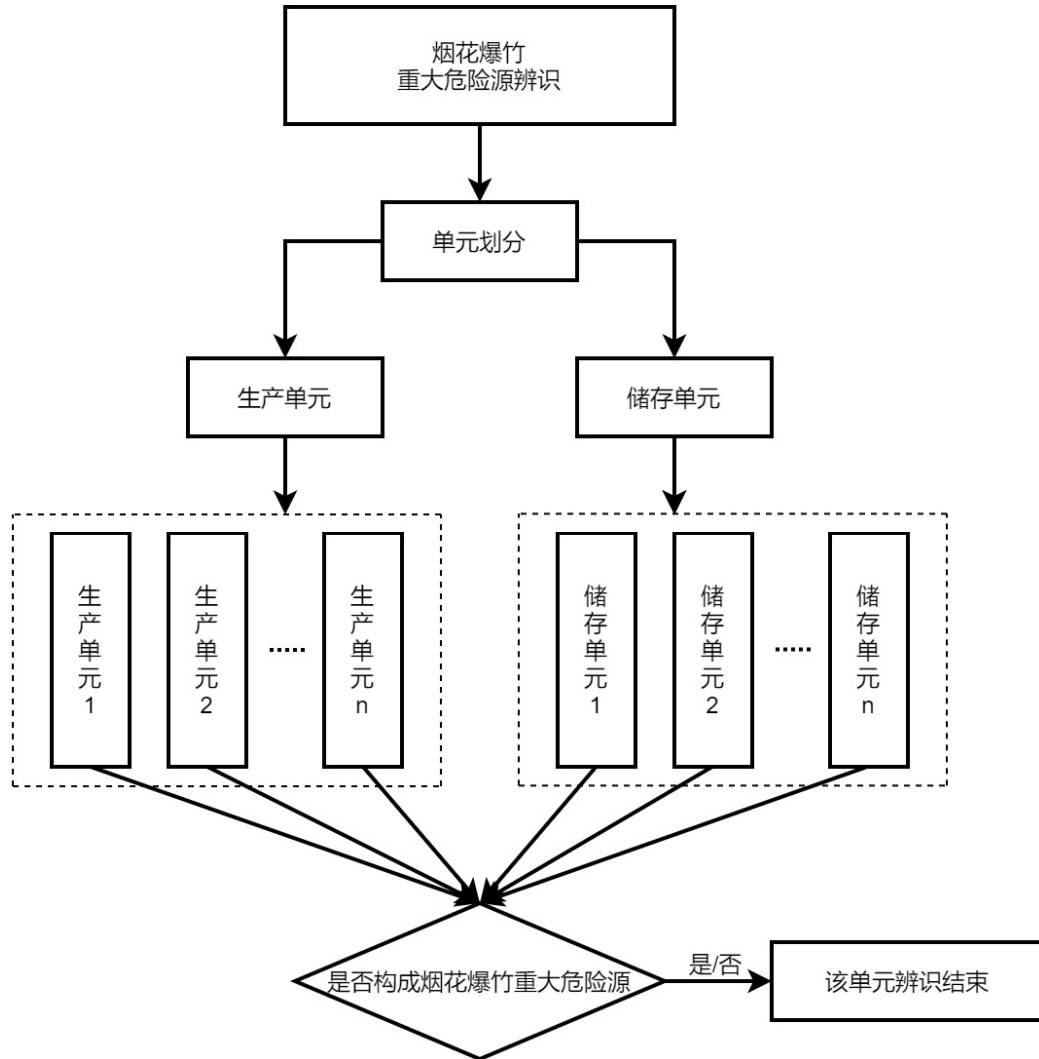 烟花爆竹
重大危险源辨识
单元划分
生产单元
储存单元
生产单元1
生产单元2
······
生产单元n
储存单元1
储存单元2
······
储存单元n
是否构成烟花爆竹重大危险源
是/否
该单元辨识结束